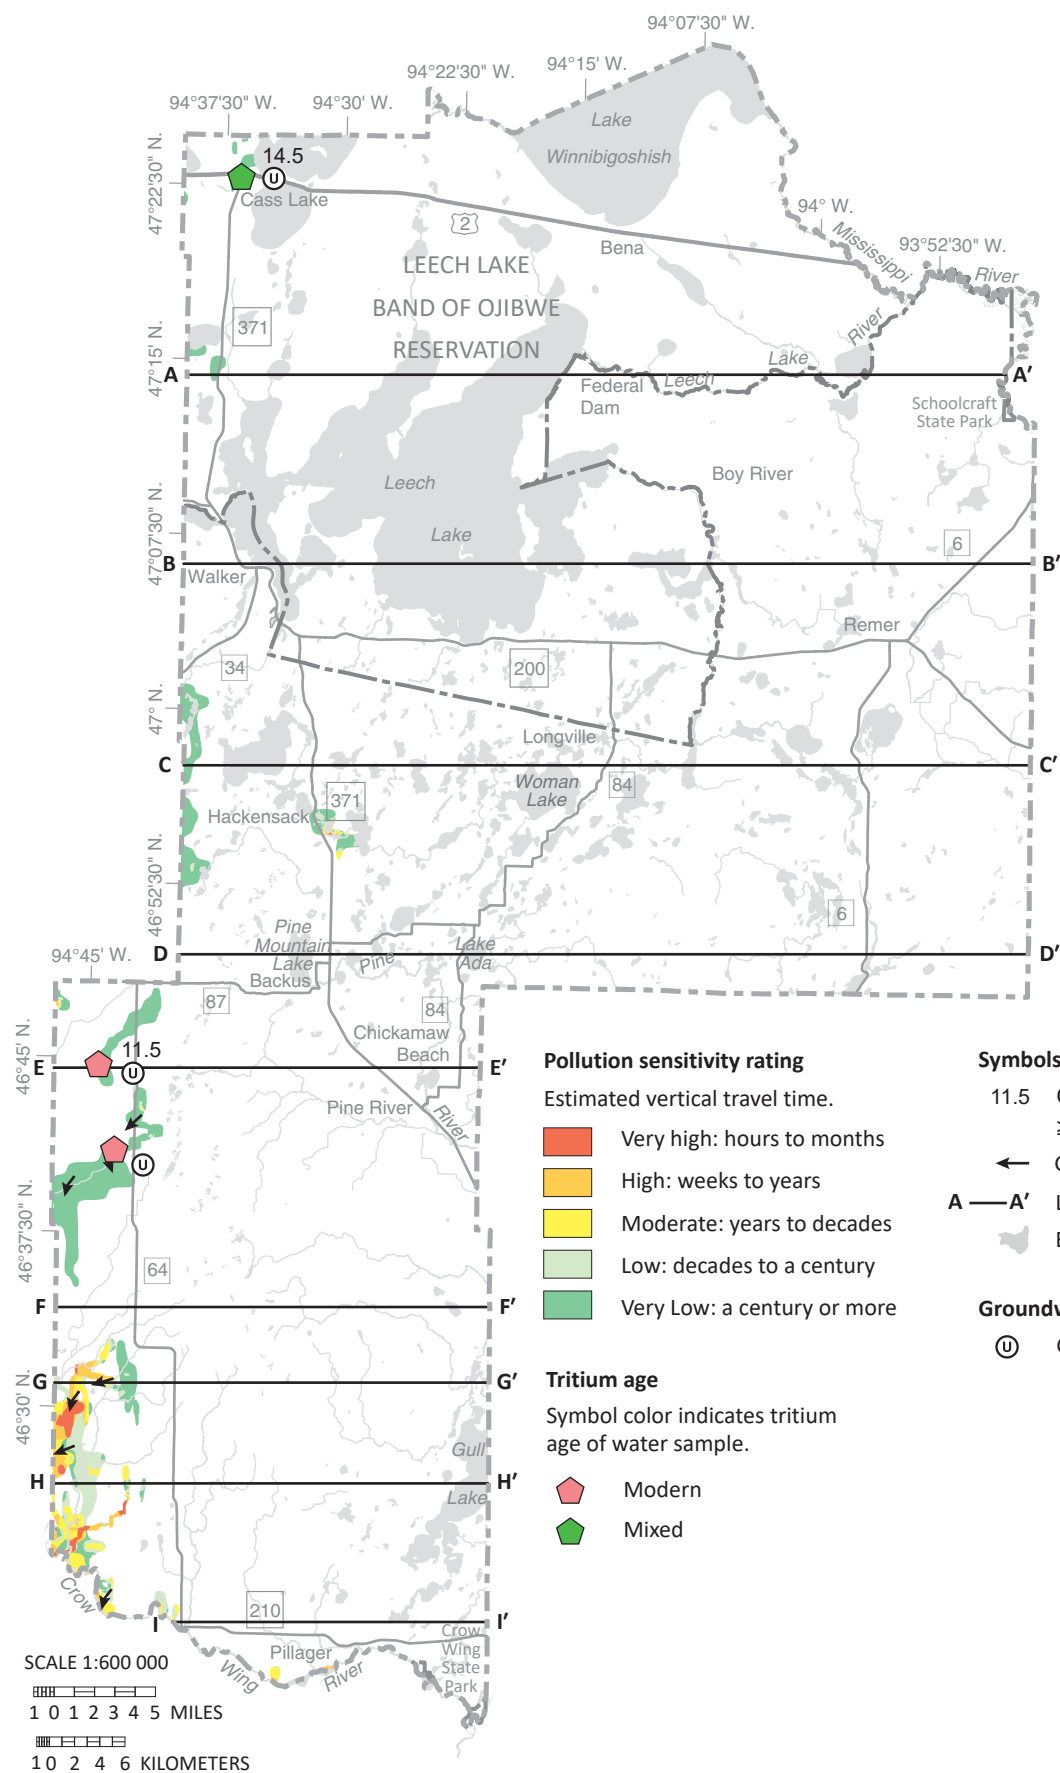 94°07'30" W.
94°15' W.
94°22'30" W.
94°37'30" W.
94°30' W.
Lake
Winnibigoshish
14.5
U
Cass Lake
47°22'30" N.
2
94° W.
Mississippi
93°52'30" W.
River
Bena
LEECH LAKE
BAND OF OJIBWE
RESERVATION
371
River
Lake
Leech
47°15' N.
A
A'
Federal
Dam
Schoolcraft
State Park
Boy River
Leech
Lake
47°07'30" N.
6
B
B'
Walker
Remer
34
200
47° N.
Longville
C
C'
Woman
Lake
84
371
Hackensack
46°52'30" N.
6
Pine
Mountain
Lake
Backus
Pine
Lake
Ada
D
D'
94°45' W.
87
84
Chickamaw
Beach
46°45' N.
11.5
E
U
E'
Pine River
River
U
46°37'30" N.
64
F
F'
46°30' N.
G
G'
Gull
Lake
H
H'
Crow
I
210
I'
Crow
Wing
State
Park
Pillager
Wing
River
SCALE 1:600 000
1 0 1 2 3 4 5 MILES
1 0 2 4 6 KILOMETERS
Pollution sensitivity rating
Estimated vertical travel time.
Very high: hours to months
High: weeks to years
Moderate: years to decades
Low: decades to a century
Very Low: a century or more
Tritium age
Symbol color indicates tritium
age of water sample.
Modern
Mixed
Symbols
11.5
A A'
Groundv
U